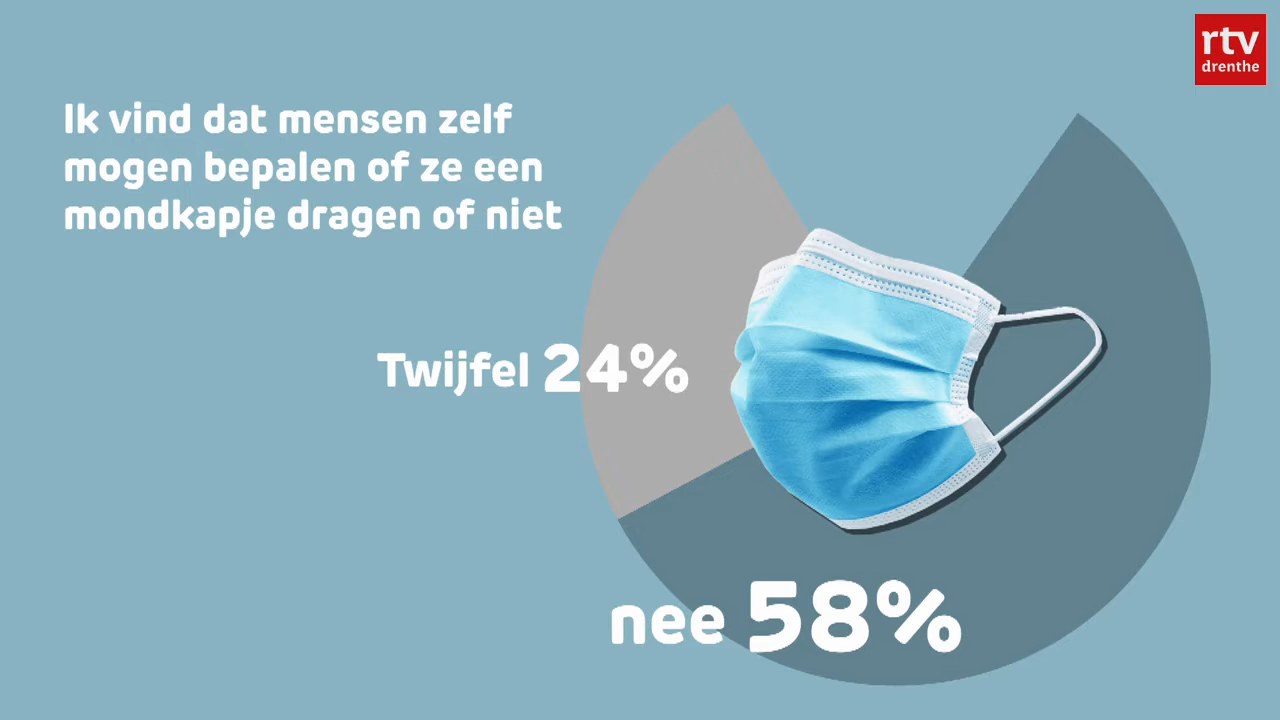 rtv
drenthe
Ik vind dat mensen zelf
mogen bepalen of ze een
mondkapje dragen of niet
Twijfel 24%
nee 58%